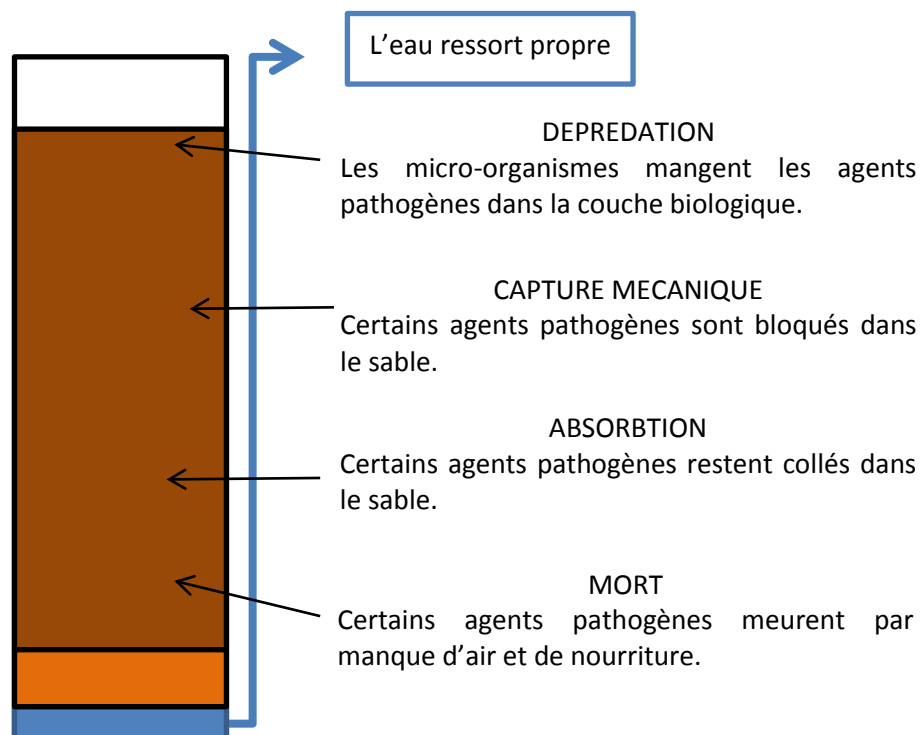 L'eau ressort propre
DEPREDATION
Les micro-organismes mangent les agents
pathogènes dans la couche biologique.
CAPTURE MECANIQUE
Certains agents pathogènes sont bloqués dans
le sable.
ABSORBTION
Certains agents pathogènes restent collés dans
le sable.
MORT
Certains agents pathogènes meurent par
manque d'air et de nourriture.